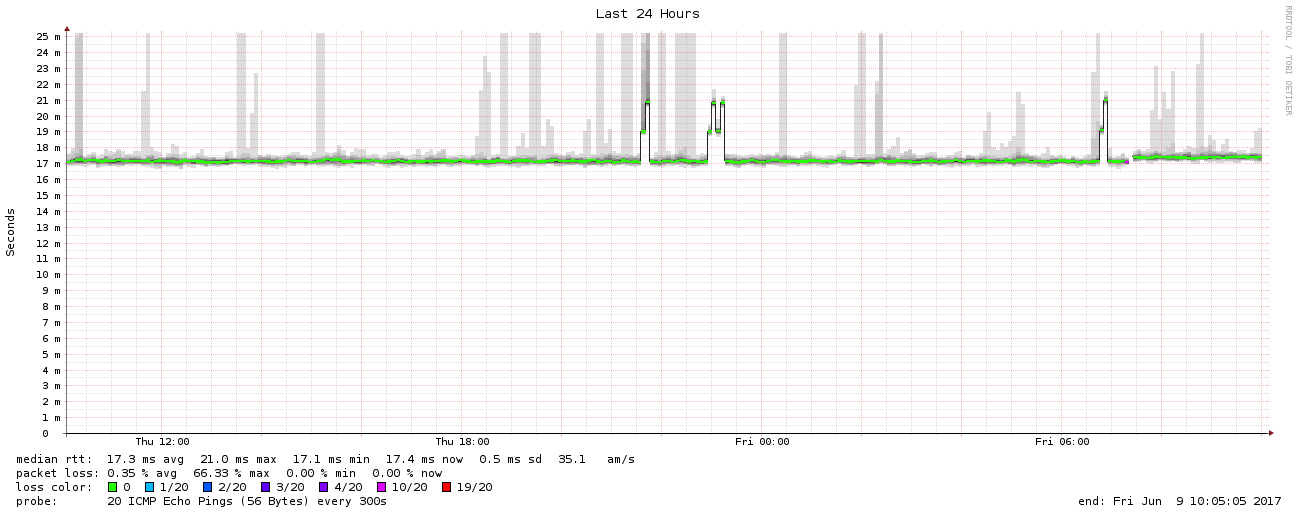 Last 24 Hours
RRDTOOL / TOBI OETIKER
Seconds
25 m
24 m
23 m
22 m
21 m
20 m
19 m
18 m
17 m
16 m
15 m
14 m
13 m
12 m
11 m
10 m
9 m
8 m
7 m
6 m
5 m
4 m
3 m
2 m
1 m
0
Thu 12:00 Thu 18:00 Fri 00:00 Fri 06:00
median rtt: 17.3 ms avg 21.0 ms max 17.1 ms min 17.4 ms now 0.5 ms sd 35.1 am/s
packet loss: 0.35 % avg 66.33 % max 0.00 % min 0.00 % now
loss color: 0 1/20 2/20 3/20 4/20 10/20 19/20
probe: 20 ICMP Echo Pings (56 Bytes) every 300s end: Fri Jun 9 10:05:05 2017